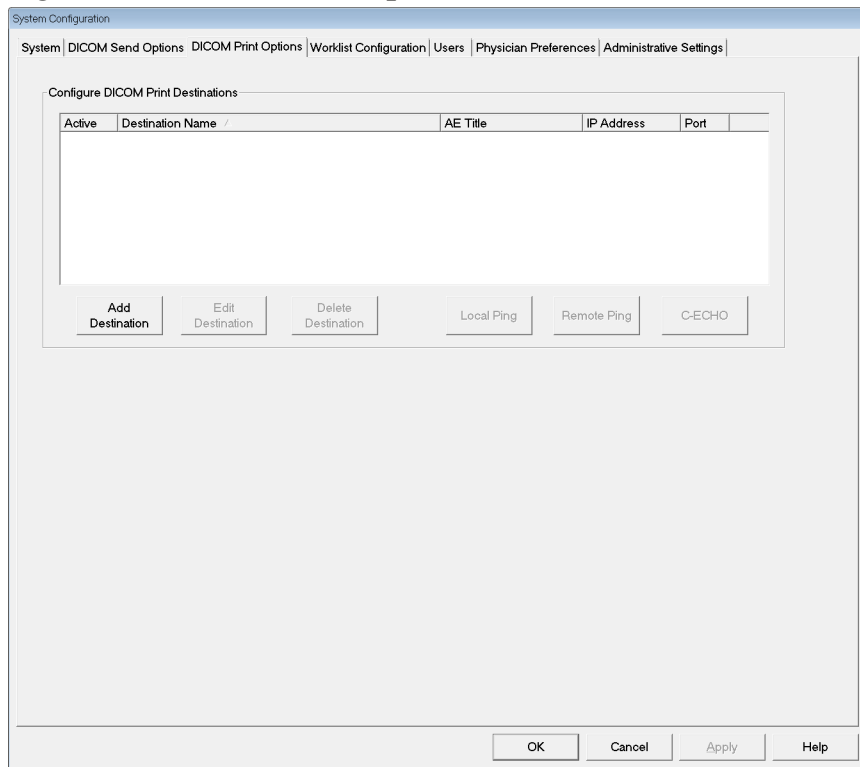 System Configuration
System DICOM Send Options DICOM Print Options Worklist Configuration Users Physician Preferences Administrative Settings
Configure DICOM Print Destinations
Active Destination Name AE Title IP Address Port
Add Destination Edit Destination Delete Destination Local Ping Remote Ping C-ECHO
OK Cancel Apply Help